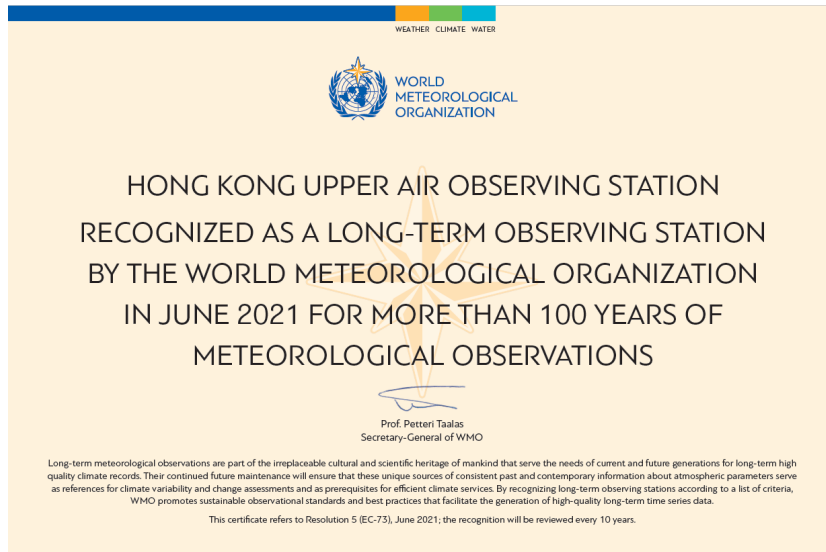 WEATHER CLIMATE WATER
WORLD
METEOROLOGICAL
ORGANIZATION
HONG KONG UPPER AIR OBSERVING STATION
RECOGNIZED AS A LONG-TERM OBSERVING STATION
BY THE WORLD METEOROLOGICAL ORGANIZATION
IN JUNE 2021 FOR MORE THAN 100 YEARS OF
METEOROLOGICAL OBSERVATIONS
Prof. Petteri Taalas
Secretary-General of WMO
Long-term meteorological observations are part of the irreplaceable cultural and scientific heritage of mankind that serve the needs of current and future generations for long-term high
quality climate records. Their continued future maintenance will ensure that these unique sources of consistent past and contemporary information about atmospheric parameters serve
as references for climate variability and change assessments and as prerequisites for efficient climate services. By recognizing long-term observing stations according to a list of criteria,
WMO promotes sustainable observational standards and best practices that facilitate the generation of high-quality long-term time series data.
This certificate refers to Resolution 5 (EC-73), June 2021; the recognition will be reviewed every 10 years.